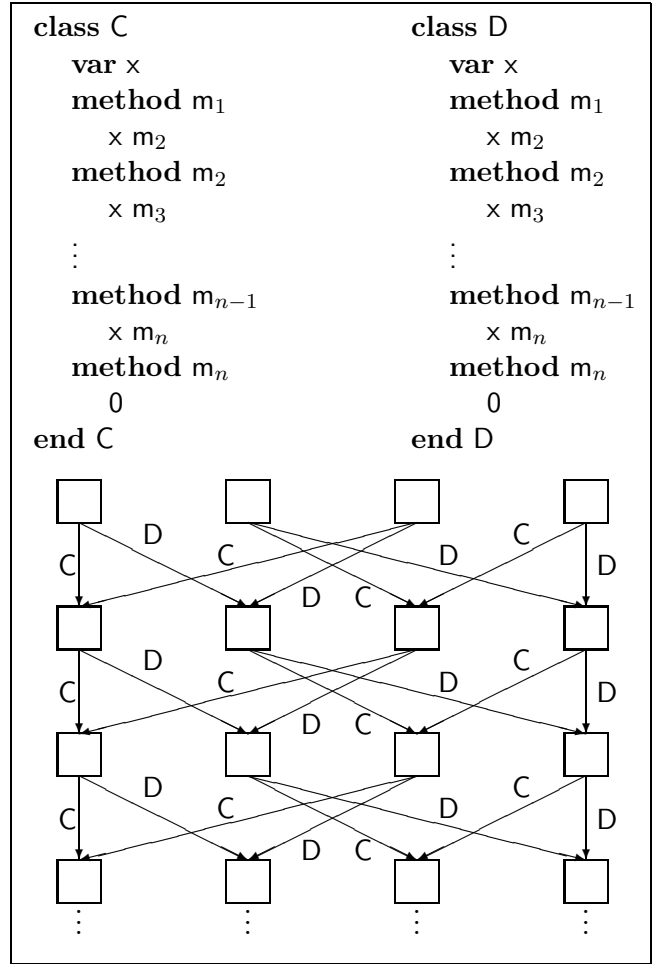 class C
var x
method m₁
x m₂
method m₂
x m₃
⋮
method mₙ₋₁
x mₙ
method mₙ
0
end C
class D
var x
method m₁
x m₂
method m₂
x m₃
⋮
method mₙ₋₁
x mₙ
method mₙ
0
end D
C D C D C D C D
C D C D C D C D
C D C D C D C D
⋮ ⋮ ⋮ ⋮